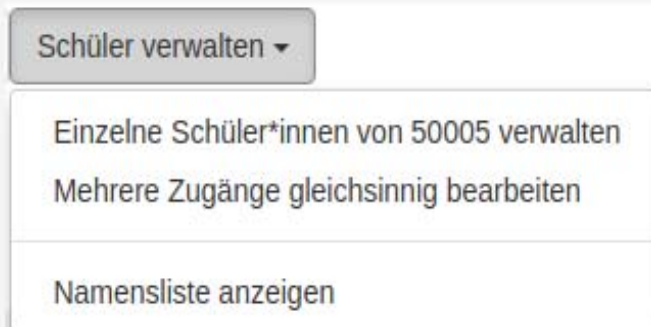 Schüler verwalten
Einzelne Schüler*innen von 50005 verwalten
Mehrere Zugänge gleichsinnig bearbeiten
Namensliste anzeigen